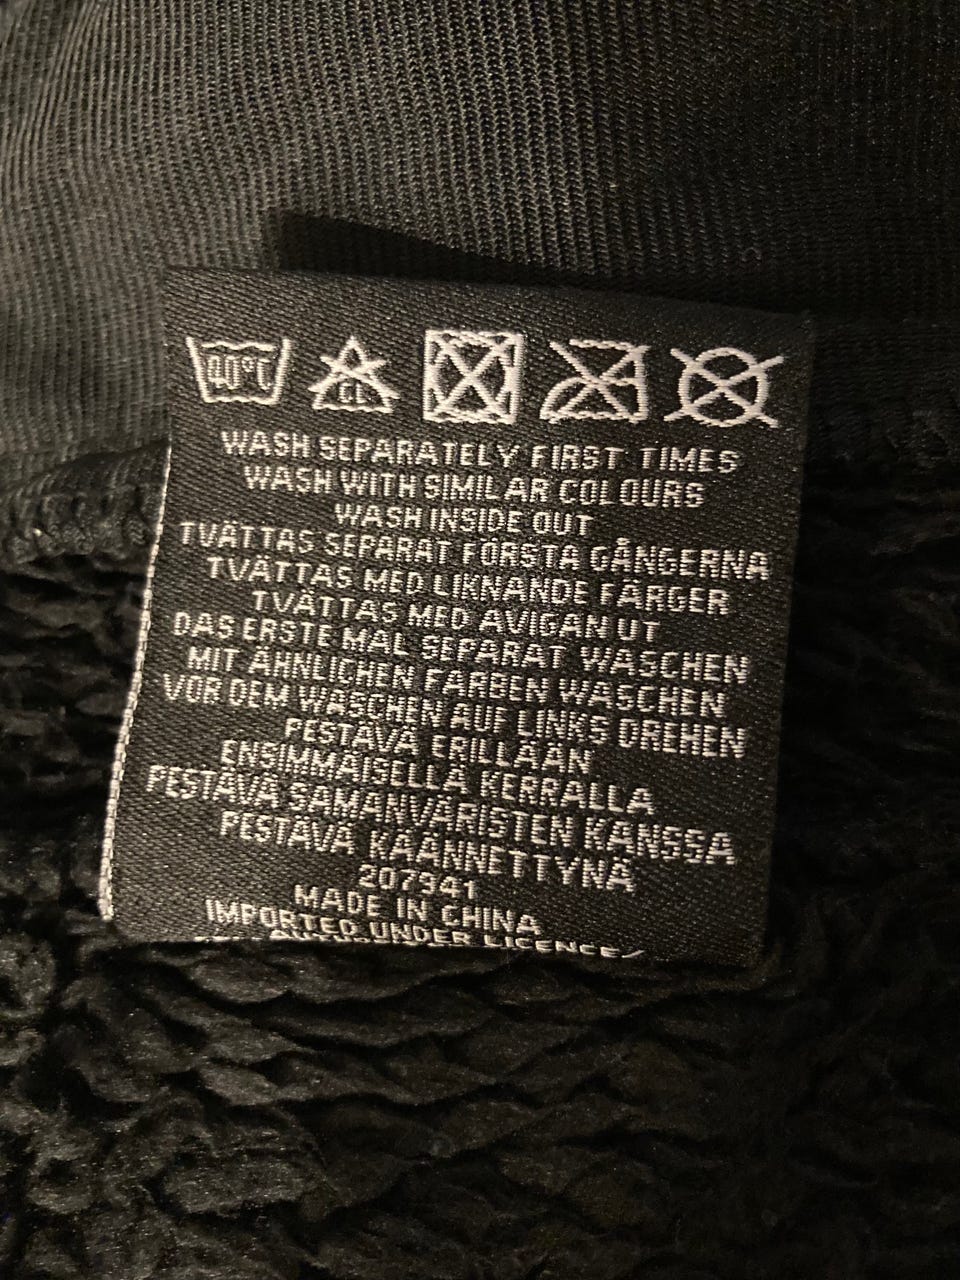 40°C CL
WASH SEPARATELY FIRST TIMES
WASH WITH SIMILAR COLOURS
WASH INSIDE OUT
TVÄTTAS SEPARAT FÖRSTA GÅNGERNA
TVÄTTAS MED LIKNANDE FÄRGER
TVÄTTAS MED AVIGAN UT
DAS ERSTE MAL SEPARAT WASCHEN
MIT ÄHNLICHEN FARBEN WASCHEN
VOR DEM WASCHEN AUF LINKS DREHEN
PESTÄVÄ ERILLÄÄN
ENSIMMÄISELLÄ KERRALLA
PESTÄVÄ SAMANVÄRISTEN KANSSA
PESTÄVÄ KÄÄNNETTYNÄ
207941
MADE IN CHINA
IMPORTED UNDER LICENCE/